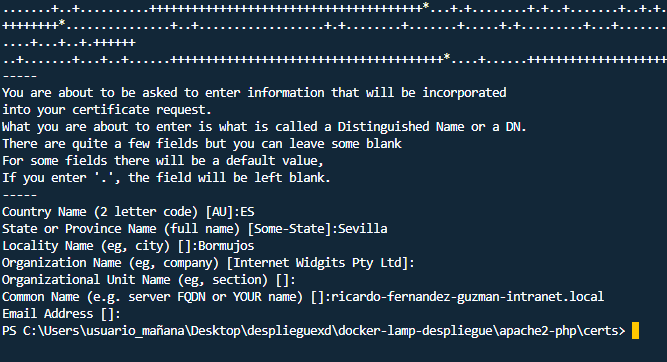 .......+..+..........+++++++++++++++++++++++++++++++++++++++*...+.+........+.+..+.......+..+.+.
++++++++*...............+..+..................+.+........+.......+.....+.+.........+...+.......
....+...+..+.++++++
..+.......+...+..+......+++++++++++++++++++++++++++++++++++++++*....+......++++++++++++++++++++
-----
You are about to be asked to enter information that will be incorporated
into your certificate request.
What you are about to enter is what is called a Distinguished Name or a DN.
There are quite a few fields but you can leave some blank
For some fields there will be a default value,
If you enter '.', the field will be left blank.
-----
Country Name (2 letter code) [AU]:ES
State or Province Name (full name) [Some-State]:Sevilla
Locality Name (eg, city) []:Bormujos
Organization Name (eg, company) [Internet Widgits Pty Ltd]:
Organizational Unit Name (eg, section) []:
Common Name (e.g. server FQDN or YOUR name) []:ricardo-fernandez-guzman-intranet.local
Email Address []:
PS C:\Users\usuario_mañana\Desktop\desplieguexd\docker-lamp-despliegue\apache2-php\certs>